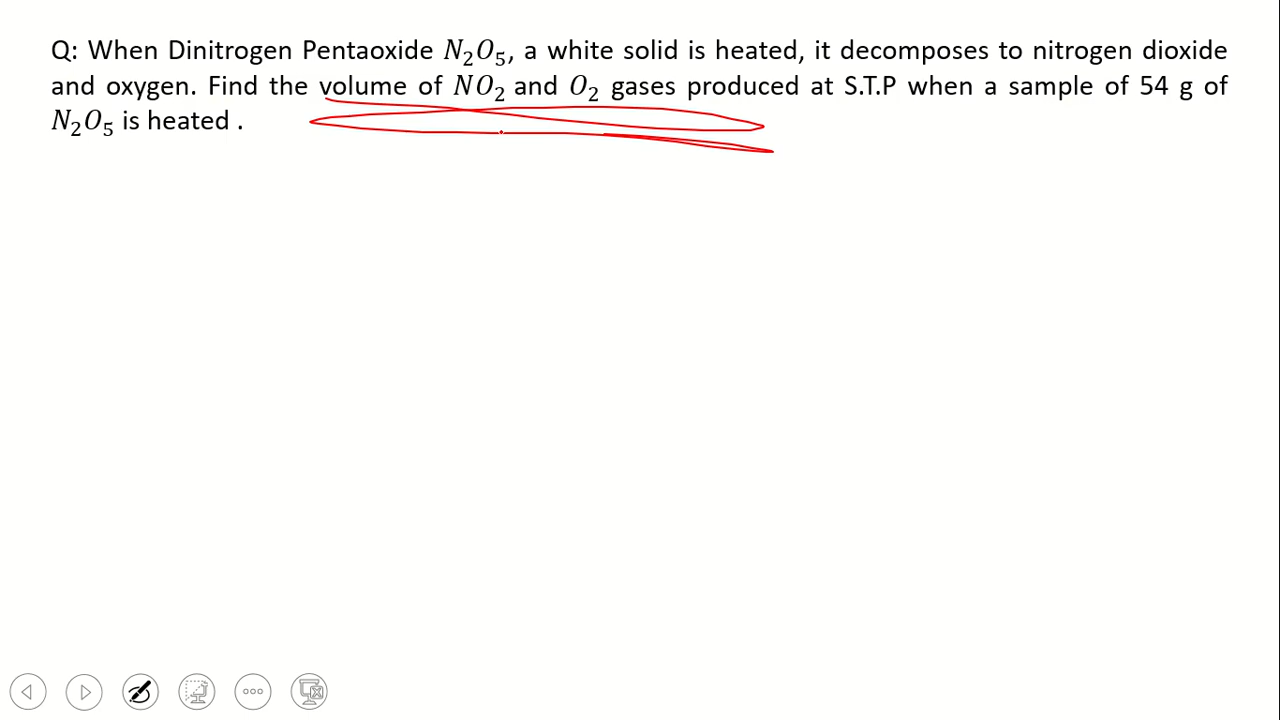 Q: When Dinitrogen Pentaoxide N₂O₅, a white solid is heated, it decomposes to nitrogen dioxide
and oxygen. Find the volume of NO₂ and O₂ gases produced at S.T.P when a sample of 54 g of
N₂O₅ is heated .